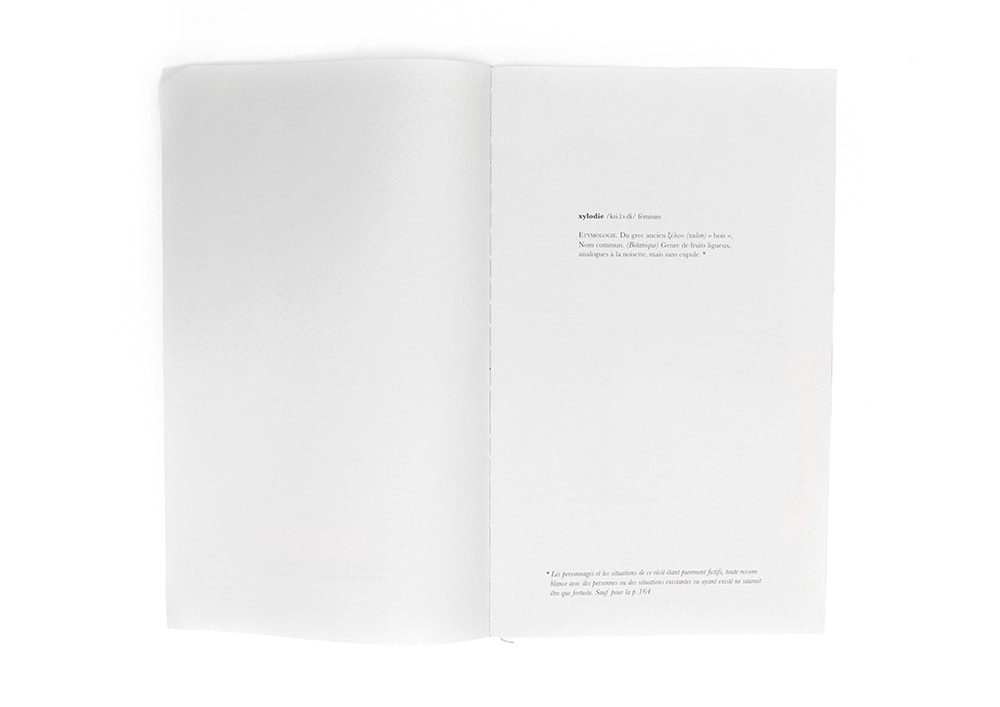 xylodie /ksi.lɔ.di/ féminin
ETYMOLOGIE. Du grec ancien ξύλον (xulon) « bois ».
Nom commun. (Botanique) Genre de fruits ligneux,
analogues à la noisette, mais sans cupule. *
* Les personnages et les situations de ce récit étant purement fictifs, toute ressem
blance avec des personnes ou des situations existantes ou ayant existé ne saurait
être que fortuite. Sauf pour la p. 164